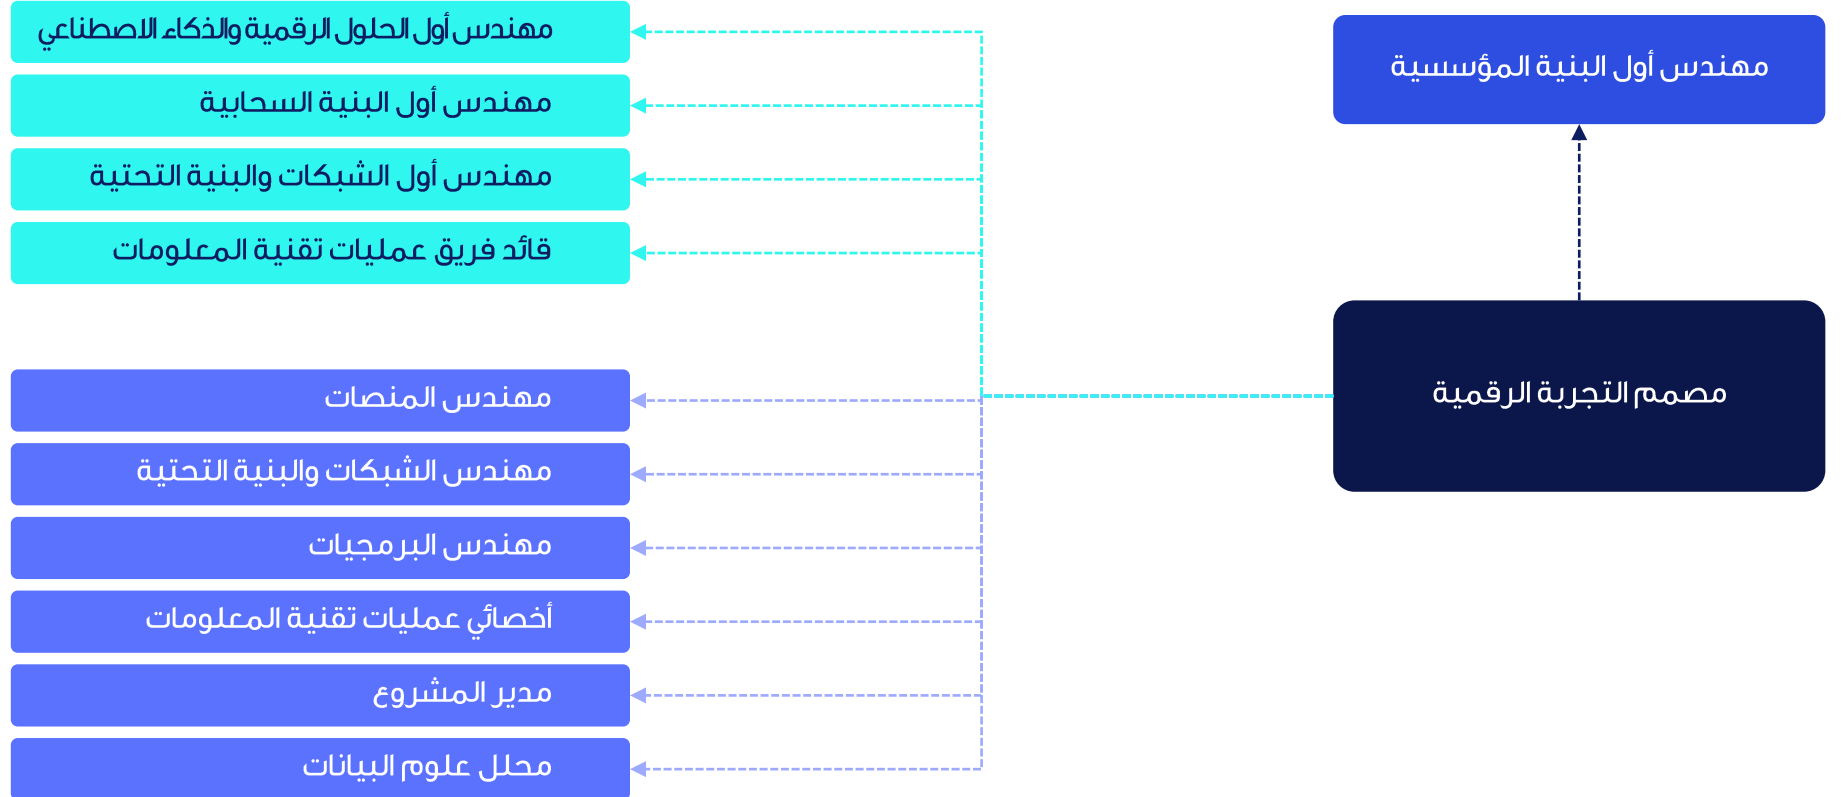 مهندس أول البنية المؤسسية
مصمم التجربة الرقمية
مهندس أول الحلول الرقمية والذكاء الاصطناعي
مهندس أول البنية السحابية
مهندس أول الشبكات والبنية التحتية
قائد فريق عمليات تقنية المعلومات
مهندس المنصات
مهندس الشبكات والبنية التحتية
مهندس البرمجيات
أخصائي عمليات تقنية المعلومات
مدير المشروع
محلل علوم البيانات